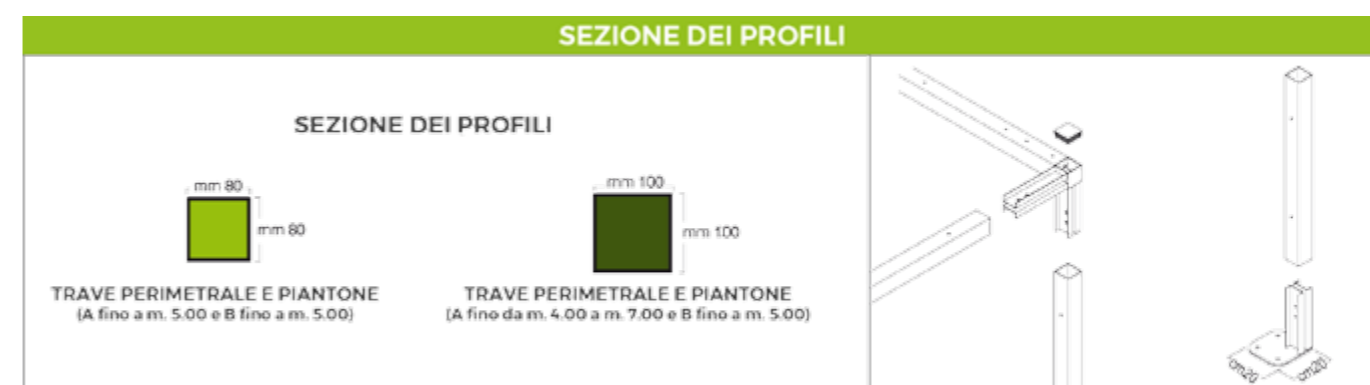 SEZIONE DEI PROFILI
SEZIONE DEI PROFILI
mm 80
mm 80
TRAVE PERIMETRALE E PIANTONE
(A fino a m. 5.00 e B fino a m. 5.00)
mm 100
mm 100
TRAVE PERIMETRALE E PIANTONE
(A fino da m. 4.00 a m. 7.00 e B fino a m. 5.00)
cm20
cm20